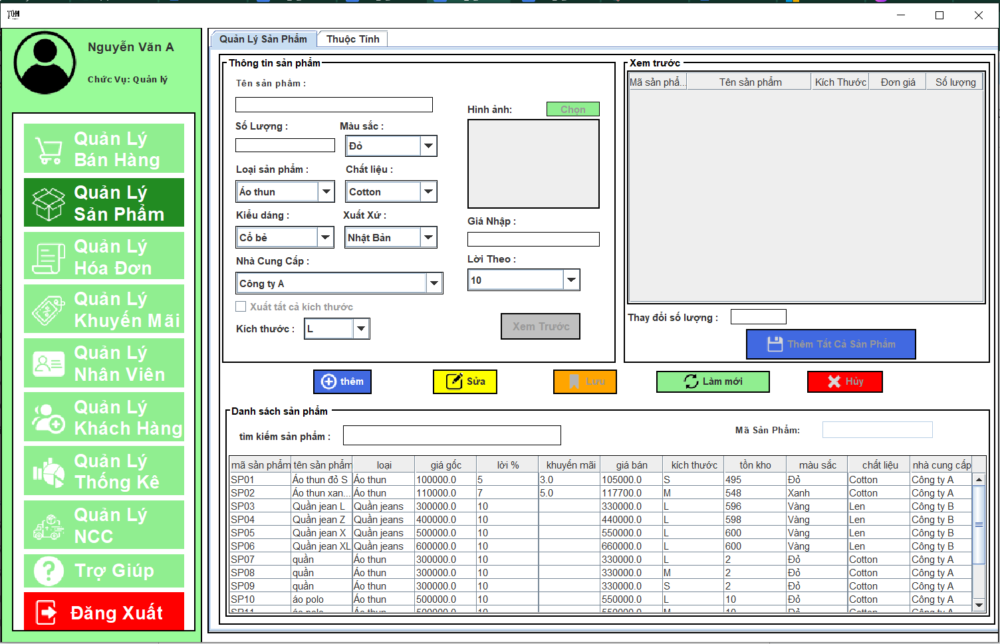 TQM
Nguyễn Văn A
Chức Vụ: Quản lý
Quản Lý
Bán Hàng
Quản Lý
Sản Phẩm
Quản Lý
Hóa Đơn
Quản Lý
Khuyến Mãi
Quản Lý
Nhân Viên
Quản Lý
Khách Hàng
Quản Lý
Thống Kê
Quản Lý
NCC
Trợ Giúp
Đăng Xuất
Quản Lý Sản Phẩm Thuộc Tính
Thông tin sản phẩm
Tên sản phẩm :
Số Lượng : Màu sắc :
Đỏ
Loại sản phẩm : Chất liệu :
Áo thun Cotton
Kiểu dáng : Xuất Xứ :
Cổ bẻ Nhật Bản
Nhà Cung Cấp :
Công ty A
Xuất tất cả kích thước
Kích thước : L
Hình ảnh: Chọn
Giá Nhập :
Lời Theo :
10
Xem Trước
Xem trước
Mã sản phẩ... Tên sản phẩm Kích Thước Đơn giá Số lượng
Thay đổi số lượng :
Thêm Tất Cả Sản Phẩm
thêm Sửa Lưu Làm mới Hủy
Danh sách sản phẩm
tìm kiếm sản phẩm : Mã Sản Phẩm:
mã sản phẩm tên sản phẩm loại giá gốc lời % khuyến mãi giá bán kích thước tồn kho màu sắc chất liệu nhà cung cấp
SP01 Áo thun đỏ S Áo thun 100000.0 5 3.0 105000.0 S 495 Đỏ Cotton Công ty A
SP02 Áo thun xan... Áo thun 110000.0 7 5.0 117700.0 M 548 Xanh Cotton Công ty A
SP03 Quần jean L Quần jeans 300000.0 10 330000.0 L 596 Vàng Len Công ty B
SP04 Quần jean Z Quần jeans 400000.0 10 440000.0 L 598 Vàng Len Công ty B
SP05 Quần jean X Quần jeans 500000.0 10 550000.0 L 600 Vàng Len Công ty B
SP06 Quần jean XL Quần jeans 600000.0 10 660000.0 L 600 Vàng Len Công ty B
SP07 quần Áo thun 300000.0 10 330000.0 L 2 Đỏ Cotton Công ty A
SP08 quần Áo thun 300000.0 10 330000.0 M 2 Đỏ Cotton Công ty A
SP09 quần Áo thun 300000.0 10 330000.0 S 2 Đỏ Cotton Công ty A
SP10 áo polo Áo thun 500000.0 10 550000.0 L 10 Đỏ Cotton Công ty A
SP11 áo polo Áo thun 500000.0 10 550000.0 M 10 Đỏ Cotton Công ty A